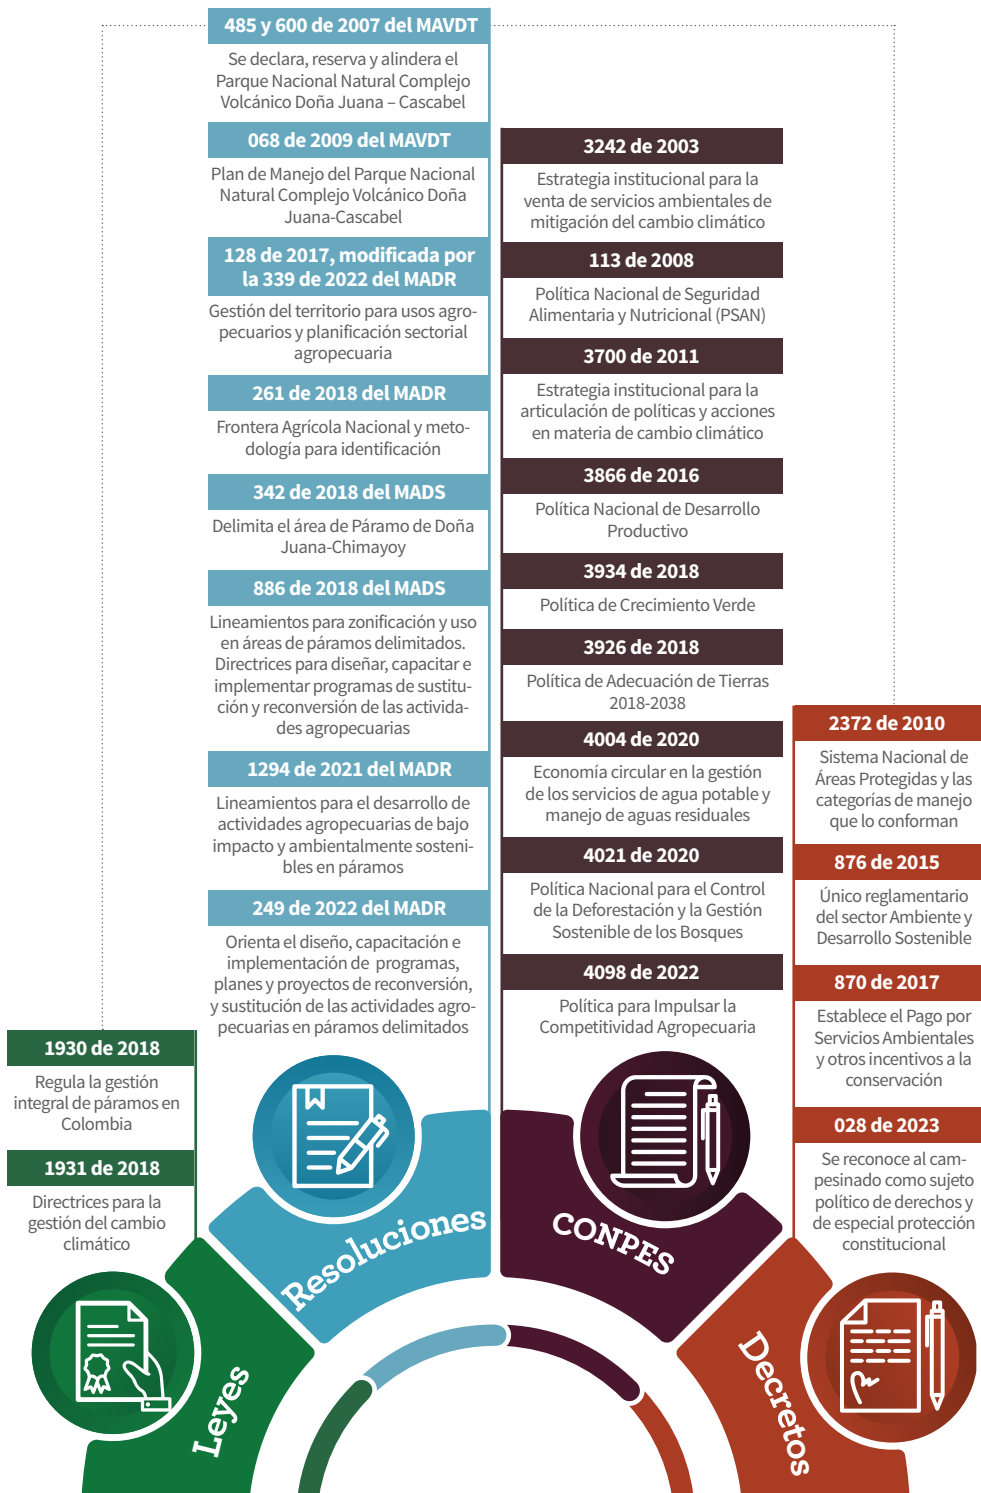 485 y 600 de 2007 del MAVDT
Se declara, reserva y alindera el
Parque Nacional Natural Complejo
Volcánico Doña Juana – Cascabel
068 de 2009 del MAVDT
Plan de Manejo del Parque Nacional
Natural Complejo Volcánico Doña
Juana-Cascabel
128 de 2017, modificada por
la 339 de 2022 del MADR
Gestión del territorio para usos agro-
pecuarios y planificación sectorial
agropecuaria
261 de 2018 del MADR
Frontera Agrícola Nacional y meto-
dología para identificación
342 de 2018 del MADS
Delimita el área de Páramo de Doña
Juana-Chimayoy
886 de 2018 del MADS
Lineamientos para zonificación y uso
en áreas de páramos delimitados.
Directrices para diseñar, capacitar e
implementar programas de sustitu-
ción y reconversión de las activida-
des agropecuarias
1294 de 2021 del MADR
Lineamientos para el desarrollo de
actividades agropecuarias de bajo
impacto y ambientalmente sosteni-
bles en páramos
249 de 2022 del MADR
Orienta el diseño, capacitación e
implementación de programas,
planes y proyectos de reconversión,
y sustitución de las actividades agro-
pecuarias en páramos delimitados
3242 de 2003
Estrategia institucional para la
venta de servicios ambientales de
mitigación del cambio climático
113 de 2008
Política Nacional de Seguridad
Alimentaria y Nutricional (PSAN)
3700 de 2011
Estrategia institucional para la
articulación de políticas y acciones
en materia de cambio climático
3866 de 2016
Política Nacional de Desarrollo
Productivo
3934 de 2018
Política de Crecimiento Verde
3926 de 2018
Política de Adecuación de Tierras
2018-2038
4004 de 2020
Economía circular en la gestión
de los servicios de agua potable y
manejo de aguas residuales
4021 de 2020
Política Nacional para el Control
de la Deforestación y la Gestión
Sostenible de los Bosques
4098 de 2022
Política para Impulsar la
Competitividad Agropecuaria
2372 de 2010
Sistema Nacional de
Áreas Protegidas y las
categorías de manejo
que lo conforman
876 de 2015
Único reglamentario
del sector Ambiente y
Desarrollo Sostenible
870 de 2017
Establece el Pago por
Servicios Ambientales
y otros incentivos a la
conservación
028 de 2023
Se reconoce al cam-
pesinado como sujeto
político de derechos y
de especial protección
constitucional
1930 de 2018
Regula la gestión
integral de páramos en
Colombia
1931 de 2018
Directrices para la
gestión del cambio
climático
Leyes
Resoluciones
CONPES
Decretos